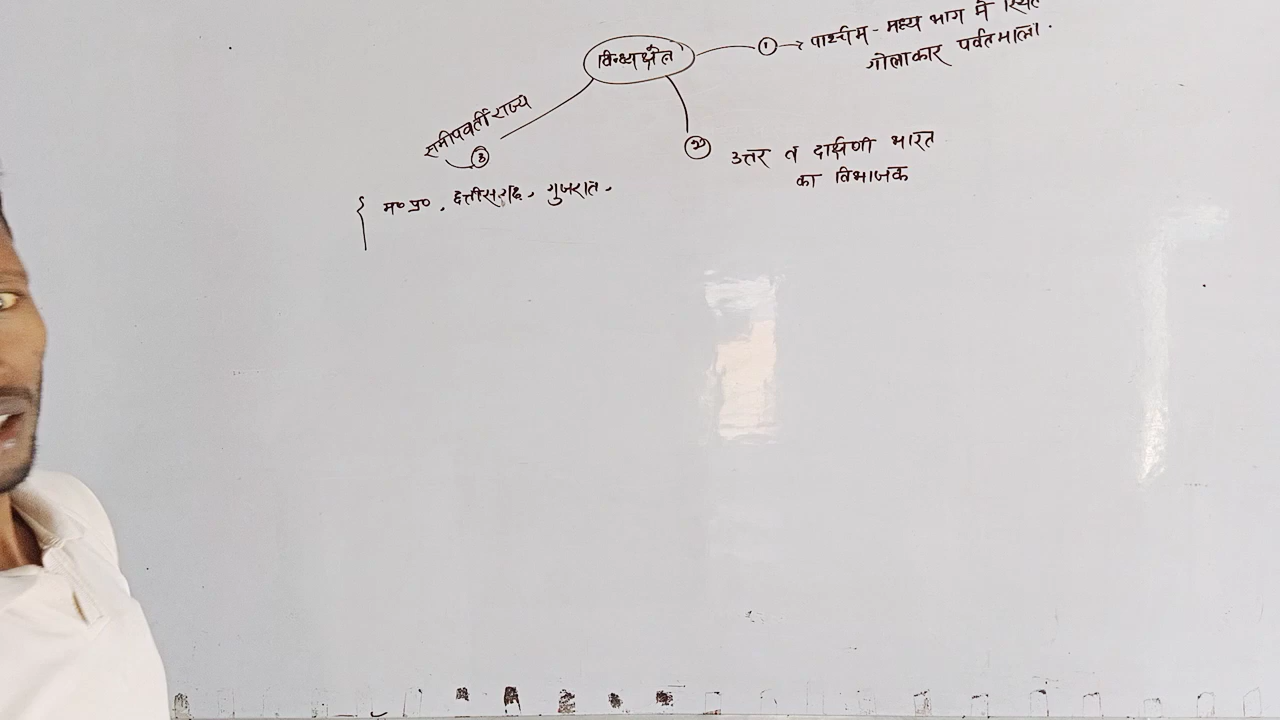 विन्ध्यक्षेत्र
① → पश्चिम - मध्य भाग में स्थित
गोलाकार पर्वतमाला.
② उत्तर व दक्षिणी भारत
का विभाजक
समीपवर्ती राज्य
③
म० प्र०, छत्तीसगढ़, गुजरात,